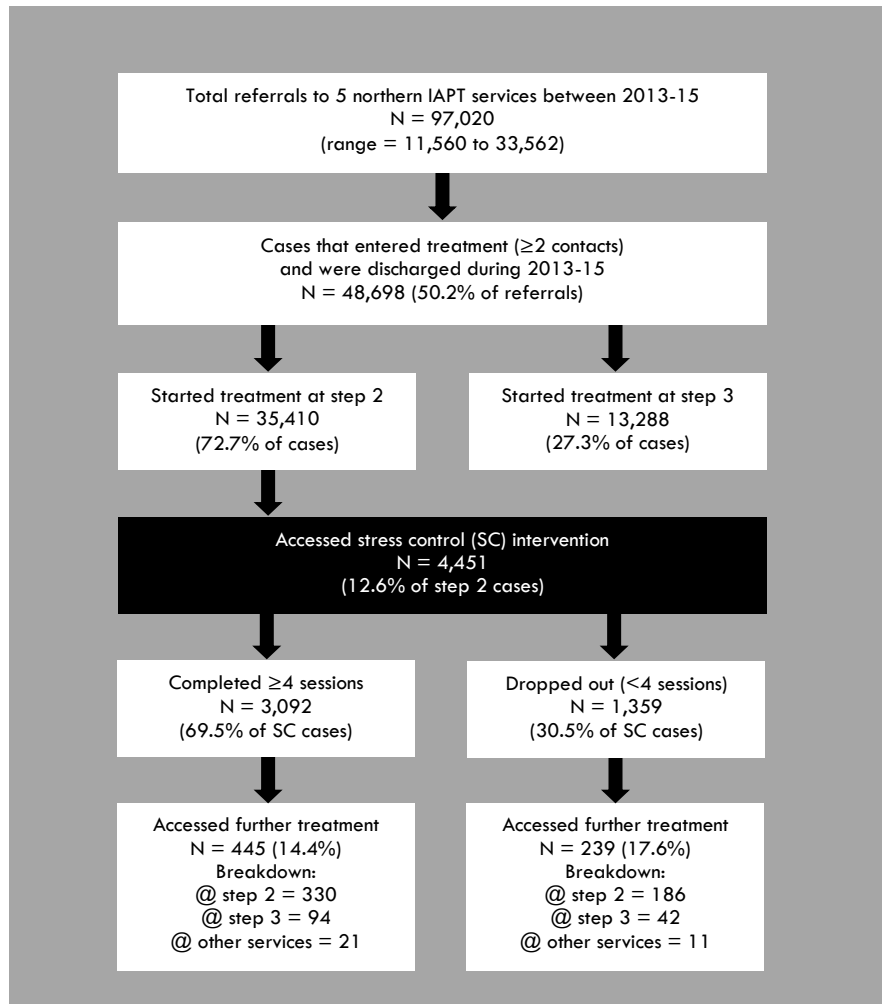 Total referrals to 5 northern IAPT services between 2013-15
N = 97,020
(range = 11,560 to 33,562)
Cases that entered treatment (≥2 contacts)
and were discharged during 2013-15
N = 48,698 (50.2% of referrals)
Started treatment at step 2
N = 35,410
(72.7% of cases)
Started treatment at step 3
N = 13,288
(27.3% of cases)
Accessed stress control (SC) intervention
N = 4,451
(12.6% of step 2 cases)
Completed ≥4 sessions
N = 3,092
(69.5% of SC cases)
Dropped out (<4 sessions)
N = 1,359
(30.5% of SC cases)
Accessed further treatment
N = 445 (14.4%)
Breakdown:
@ step 2 = 330
@ step 3 = 94
@ other services = 21
Accessed further treatment
N = 239 (17.6%)
Breakdown:
@ step 2 = 186
@ step 3 = 42
@ other services = 11